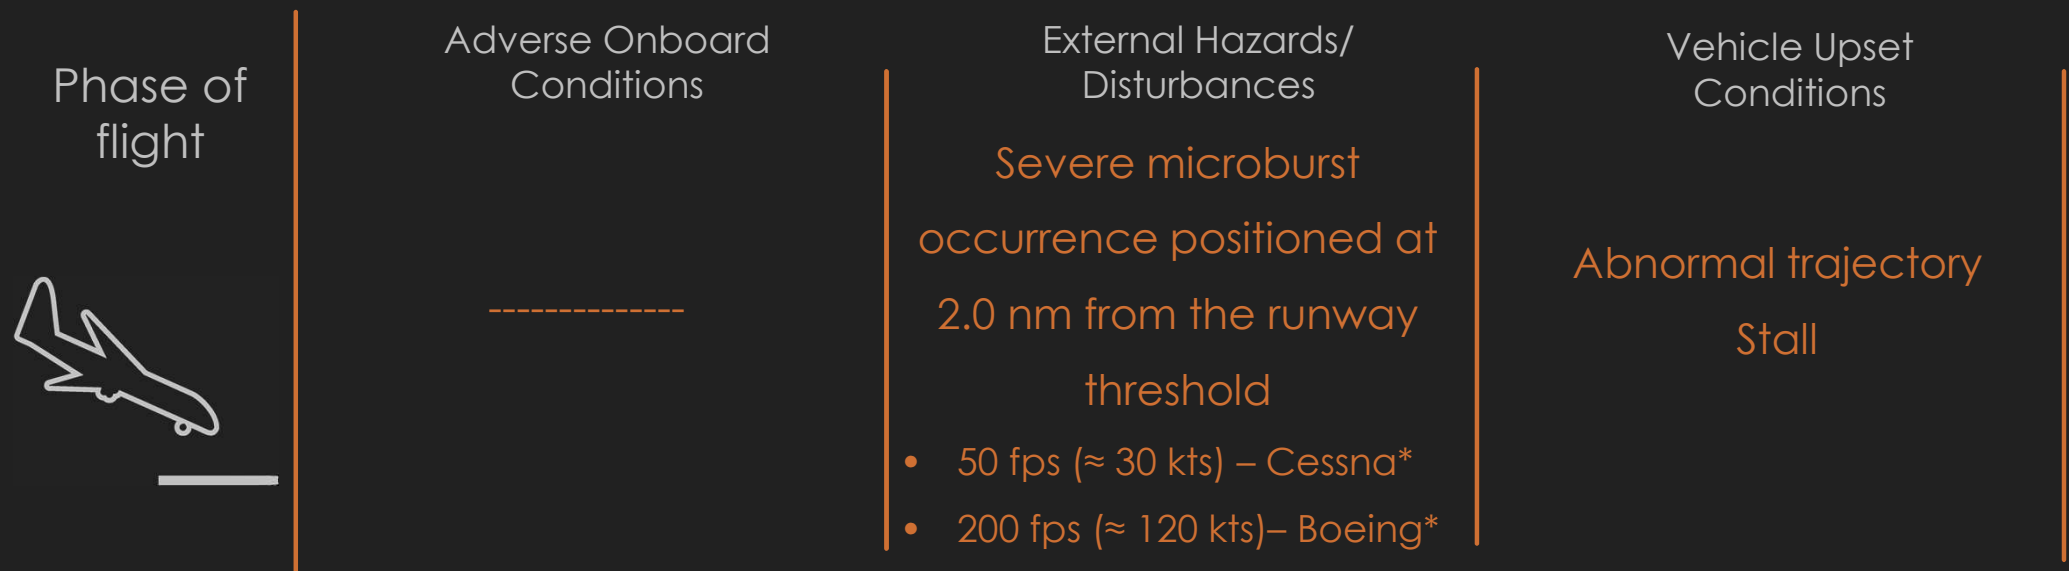 Phase of
flight
Adverse Onboard
Conditions
--------------
External Hazards/
Disturbances
Severe microburst
occurrence positioned at
2.0 nm from the runway
threshold
• 50 fps (≈ 30 kts) – Cessna*
• 200 fps (≈ 120 kts)– Boeing*
Vehicle Upset
Conditions
Abnormal trajectory
Stall